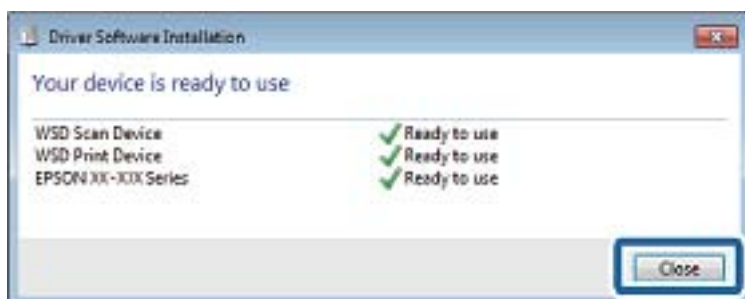 Driver Software Installation
Your device is ready to use
WSD Scan Device Ready to use
WSD Print Device Ready to use
EPSON XX-XXX Series Ready to use
Close